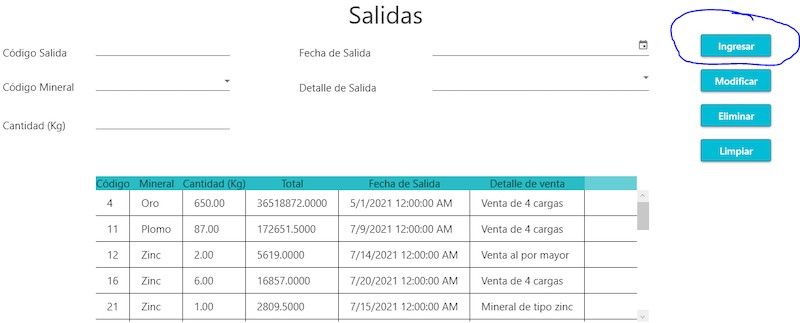 Salidas
Código Salida Fecha de Salida Ingresar
Código Mineral Detalle de Salida Modificar
Cantidad (Kg) Eliminar
Limpiar
Código Mineral Cantidad (Kg) Total Fecha de Salida Detalle de venta
4 Oro 650.00 36518872.0000 5/1/2021 12:00:00 AM Venta de 4 cargas
11 Plomo 87.00 172651.5000 7/9/2021 12:00:00 AM Venta de 4 cargas
12 Zinc 2.00 5619.0000 7/14/2021 12:00:00 AM Venta al por mayor
16 Zinc 6.00 16857.0000 7/20/2021 12:00:00 AM Venta de 4 cargas
21 Zinc 1.00 2809.5000 7/15/2021 12:00:00 AM Mineral de tipo zinc